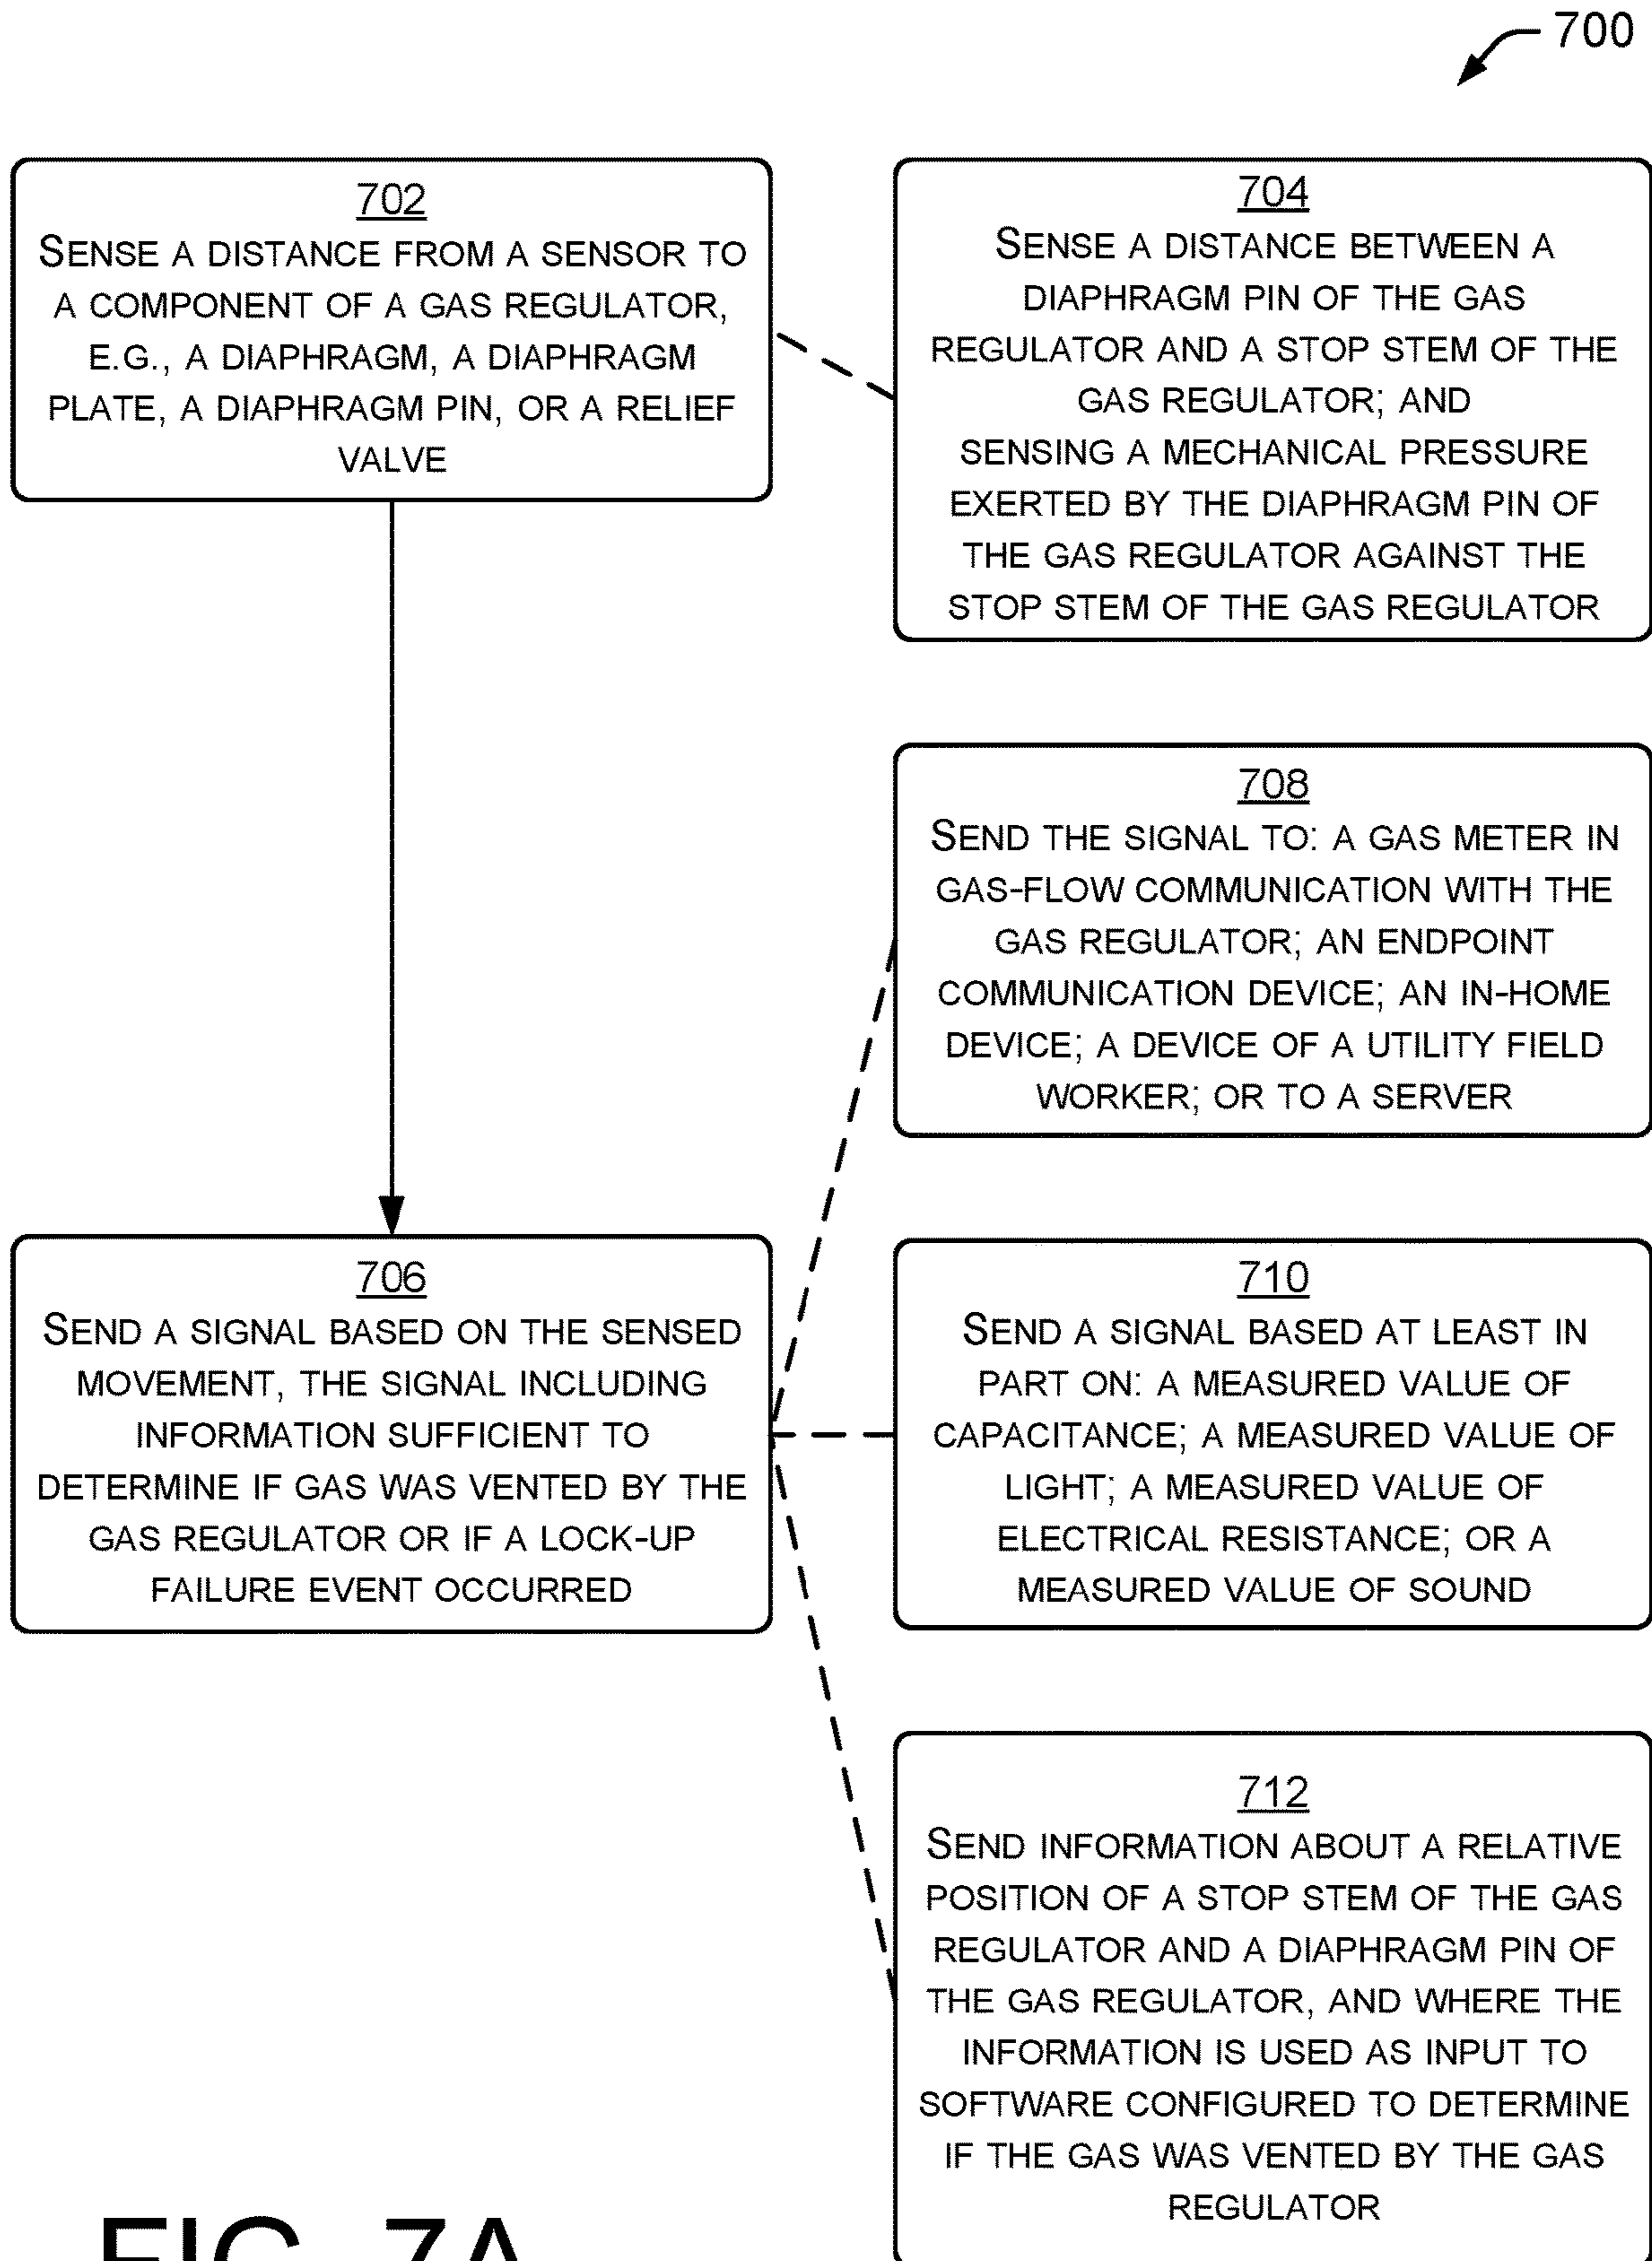 700
702
SENSE A DISTANCE FROM A SENSOR TO
A COMPONENT OF A GAS REGULATOR,
E.G., A DIAPHRAGM, A DIAPHRAGM
PLATE, A DIAPHRAGM PIN, OR A RELIEF
VALVE
704
SENSE A DISTANCE BETWEEN A
DIAPHRAGM PIN OF THE GAS
REGULATOR AND A STOP STEM OF THE
GAS REGULATOR; AND
SENSING A MECHANICAL PRESSURE
EXERTED BY THE DIAPHRAGM PIN OF
THE GAS REGULATOR AGAINST THE
STOP STEM OF THE GAS REGULATOR
706
SEND A SIGNAL BASED ON THE SENSED
MOVEMENT, THE SIGNAL INCLUDING
INFORMATION SUFFICIENT TO
DETERMINE IF GAS WAS VENTED BY THE
GAS REGULATOR OR IF A LOCK-UP
FAILURE EVENT OCCURRED
708
SEND THE SIGNAL TO: A GAS METER IN
GAS-FLOW COMMUNICATION WITH THE
GAS REGULATOR; AN ENDPOINT
COMMUNICATION DEVICE; AN IN-HOME
DEVICE; A DEVICE OF A UTILITY FIELD
WORKER; OR TO A SERVER
710
SEND A SIGNAL BASED AT LEAST IN
PART ON: A MEASURED VALUE OF
CAPACITANCE; A MEASURED VALUE OF
LIGHT; A MEASURED VALUE OF
ELECTRICAL RESISTANCE; OR A
MEASURED VALUE OF SOUND
712
SEND INFORMATION ABOUT A RELATIVE
POSITION OF A STOP STEM OF THE GAS
REGULATOR AND A DIAPHRAGM PIN OF
THE GAS REGULATOR, AND WHERE THE
INFORMATION IS USED AS INPUT TO
SOFTWARE CONFIGURED TO DETERMINE
IF THE GAS WAS VENTED BY THE GAS
REGULATOR
FIG. 7A